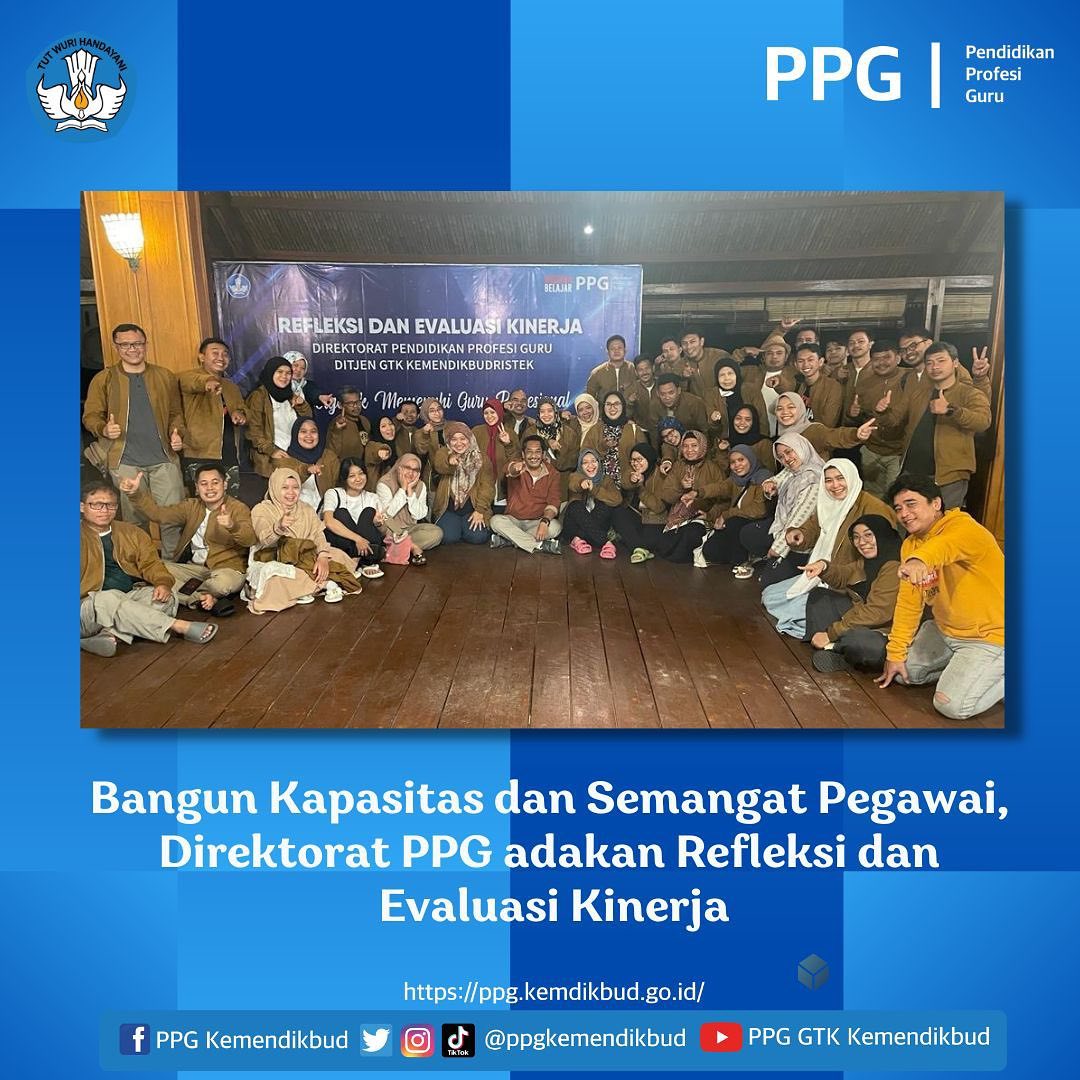 TUT WURI HANDAYANI
PPG
Pendidikan
Profesi
Guru
BELAJAR PPG
REFLEKSI DAN EVALUASI KINERJA
DIREKTORAT PENDIDIKAN PROFESI GURU
DITJEN GTK KEMENDIKBUDRISTEK
Guru
Bangun Kapasitas dan Semangat Pegawai,
Direktorat PPG adakan Refleksi dan
Evaluasi Kinerja
https://ppg.kemdikbud.go.id/
PPG Kemendikbud
TikTok
@ppgkemendikbud
PPG GTK Kemendikbud